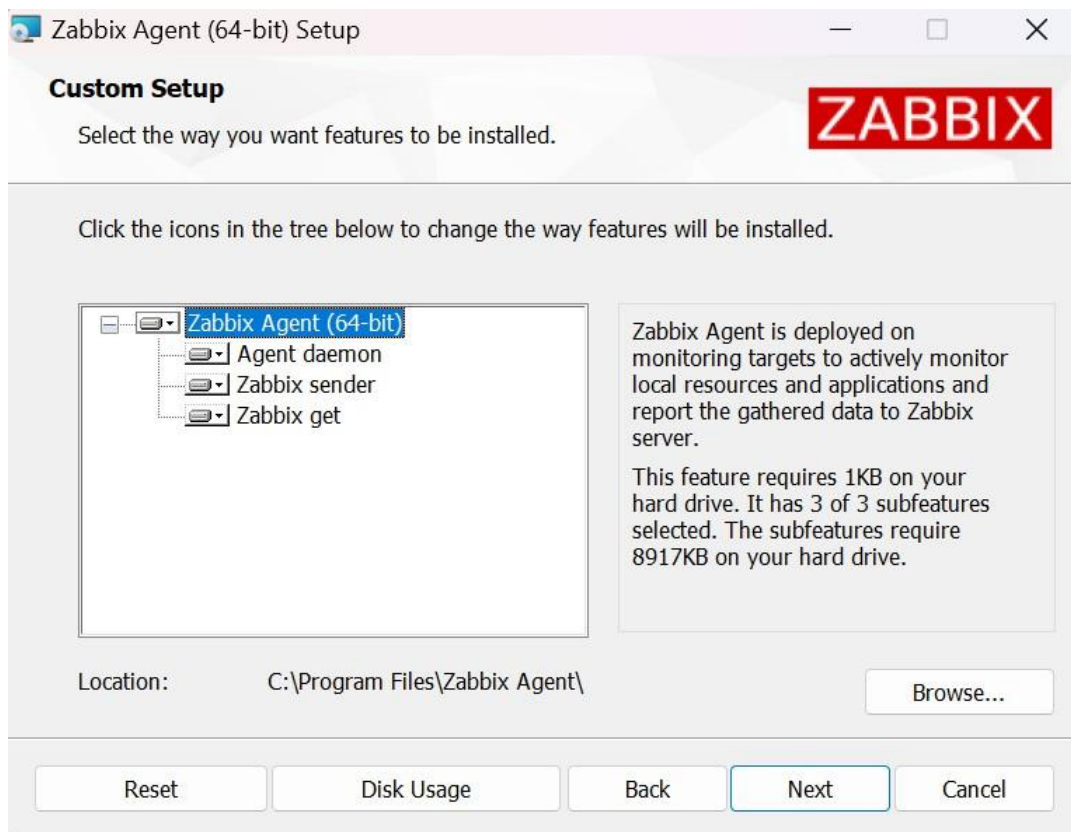 Zabbix Agent (64-bit) Setup
Custom Setup
Select the way you want features to be installed.
ZABBIX
Click the icons in the tree below to change the way features will be installed.
Zabbix Agent (64-bit)
Agent daemon
Zabbix sender
Zabbix get
Zabbix Agent is deployed on
monitoring targets to actively monitor
local resources and applications and
report the gathered data to Zabbix
server.
This feature requires 1KB on your
hard drive. It has 3 of 3 subfeatures
selected. The subfeatures require
8917KB on your hard drive.
Location: C:\Program Files\Zabbix Agent\
Browse...
Reset Disk Usage Back Next Cancel